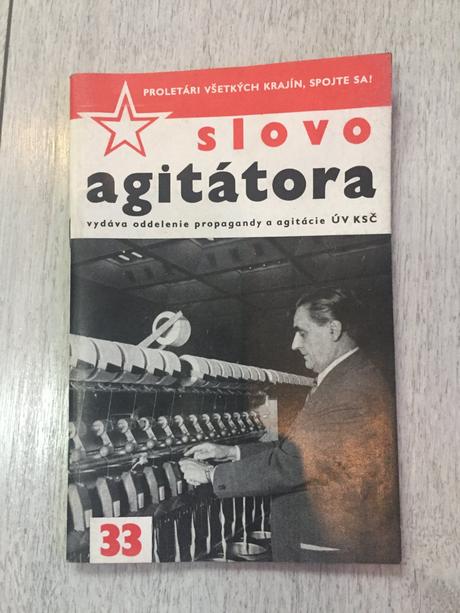 PROLETÁRI VŠETKÝCH KRAJÍN, SPOJTE SA!
slovo
agitátora
vydáva oddelenie propagandy a agitácie ÚV KSČ
33